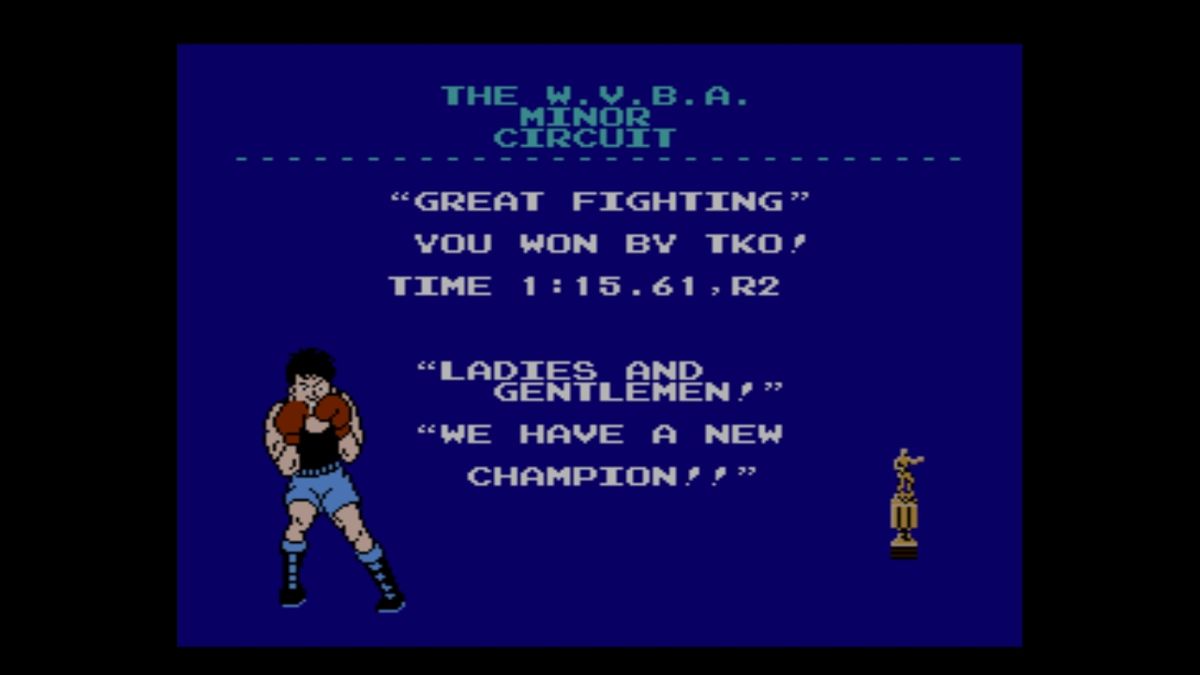 THE W.V.B.A.
MINOR
CIRCUIT
"GREAT FIGHTING"
YOU WON BY TKO!
TIME 1:15.61,R2
"LADIES AND
GENTLEMEN!"
"WE HAVE A NEW
CHAMPION!!"